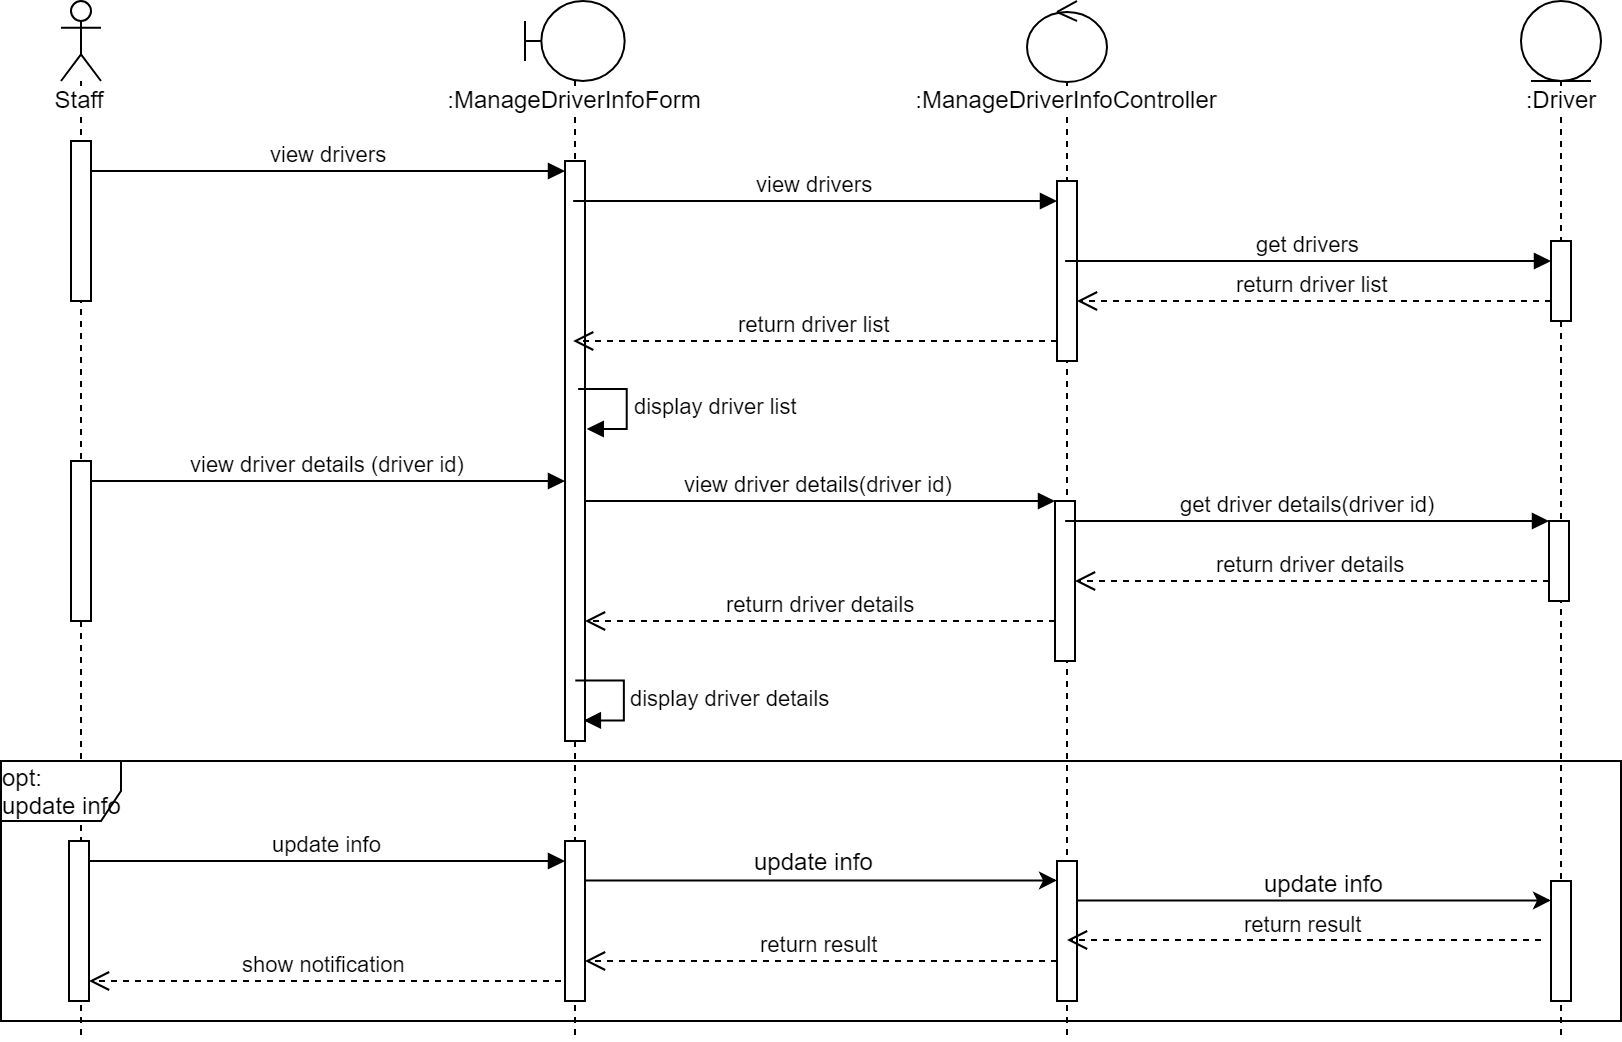 Staff
:ManageDriverInfoForm
:ManageDriverInfoController
:Driver
view drivers
view drivers
get drivers
return driver list
return driver list
display driver list
view driver details (driver id)
view driver details(driver id)
get driver details(driver id)
return driver details
return driver details
display driver details
opt:
update info
update info
update info
update info
return result
return result
show notification